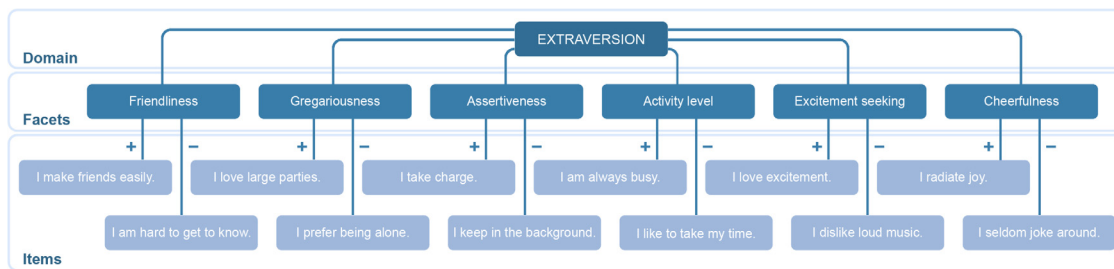 EXTRAVERSION
Domain
Friendliness
Gregariousness
Assertiveness
Activity level
Excitement seeking
Cheerfulness
Facets
+ −
+ −
+ −
+ −
+ −
+ −
I make friends easily.
I love large parties.
I take charge.
I am always busy.
I love excitement.
I radiate joy.
I am hard to get to know.
I prefer being alone.
I keep in the background.
I like to take my time.
I dislike loud music.
I seldom joke around.
Items